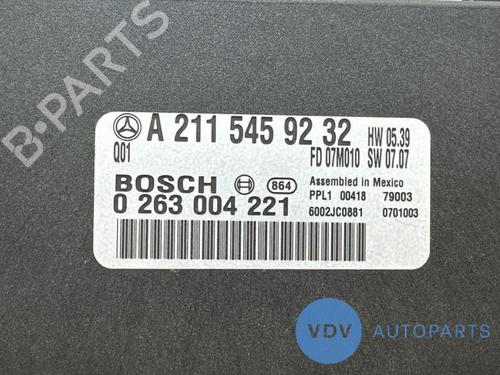 B-PARTS
A 211 545 92 32
HW 05.39
Q01
FD 07M010 SW 07.07
BOSCH
864
Assembled in Mexico
PPL1 00418 79003
0 263 004 221
6002JC0881 0701003
VDV
AUTOPARTS